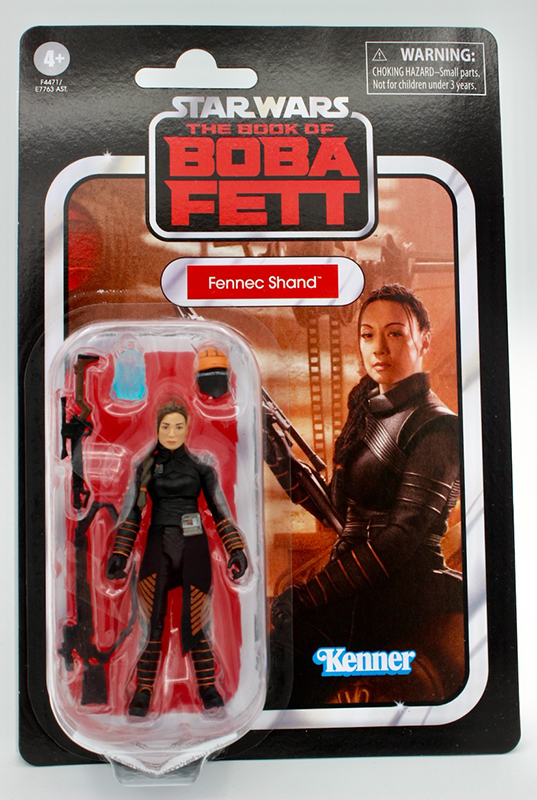 4+
F4471/
E7763 AST.
WARNING:
CHOKING HAZARD–Small parts.
Not for children under 3 years.
STAR WARS
THE BOOK OF
BOBA
FETT
Fennec Shand™
Kenner